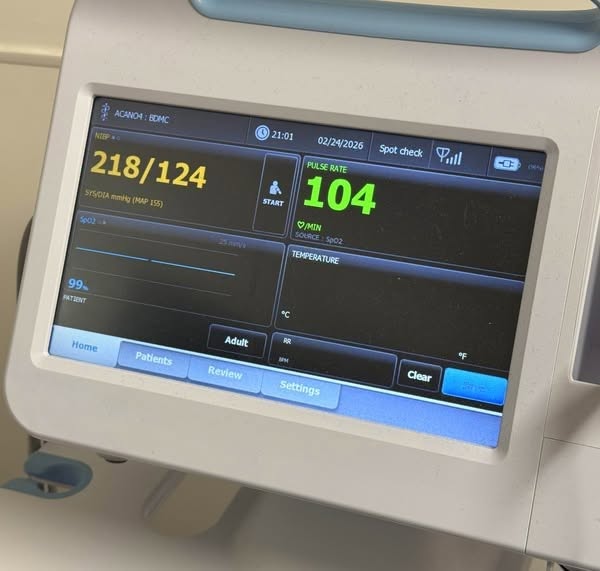 ACANO4 : BDMC
21:01
02/24/2026
Spot check
NIBP
218/124
SYS/DIA mmHg (MAP 155)
START
PULSE RATE
104
/MIN
SOURCE : SpO2
SpO2
25 mm/s
99%
PATIENT
TEMPERATURE
°C
°F
Adult
RR
BPM
Clear
Home
Patients
Review
Settings